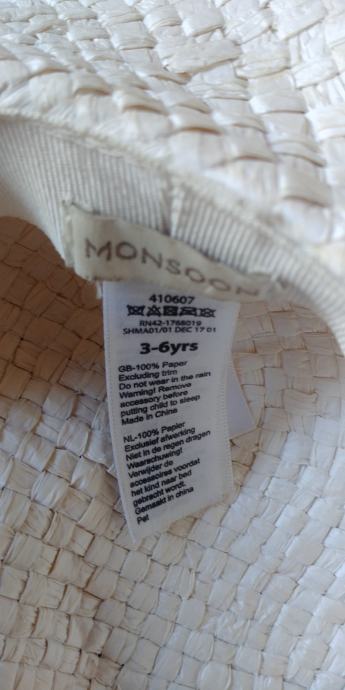 MONSOON
410607
RN42-1768019
SHMA01/01 DEC 17 01
3-6yrs
GB-100% Paper
Excluding trim
Do not wear in the rain
Warning! Remove
accessory before
putting child to sleep
Made in China
NL-100% Papier
Exclusief afwerking
Niet in de regen dragen
Waarschuwing!
Verwijder de
accessoires voordat
het kind naar bed
gebracht wordt.
Gemaakt in china
Pet